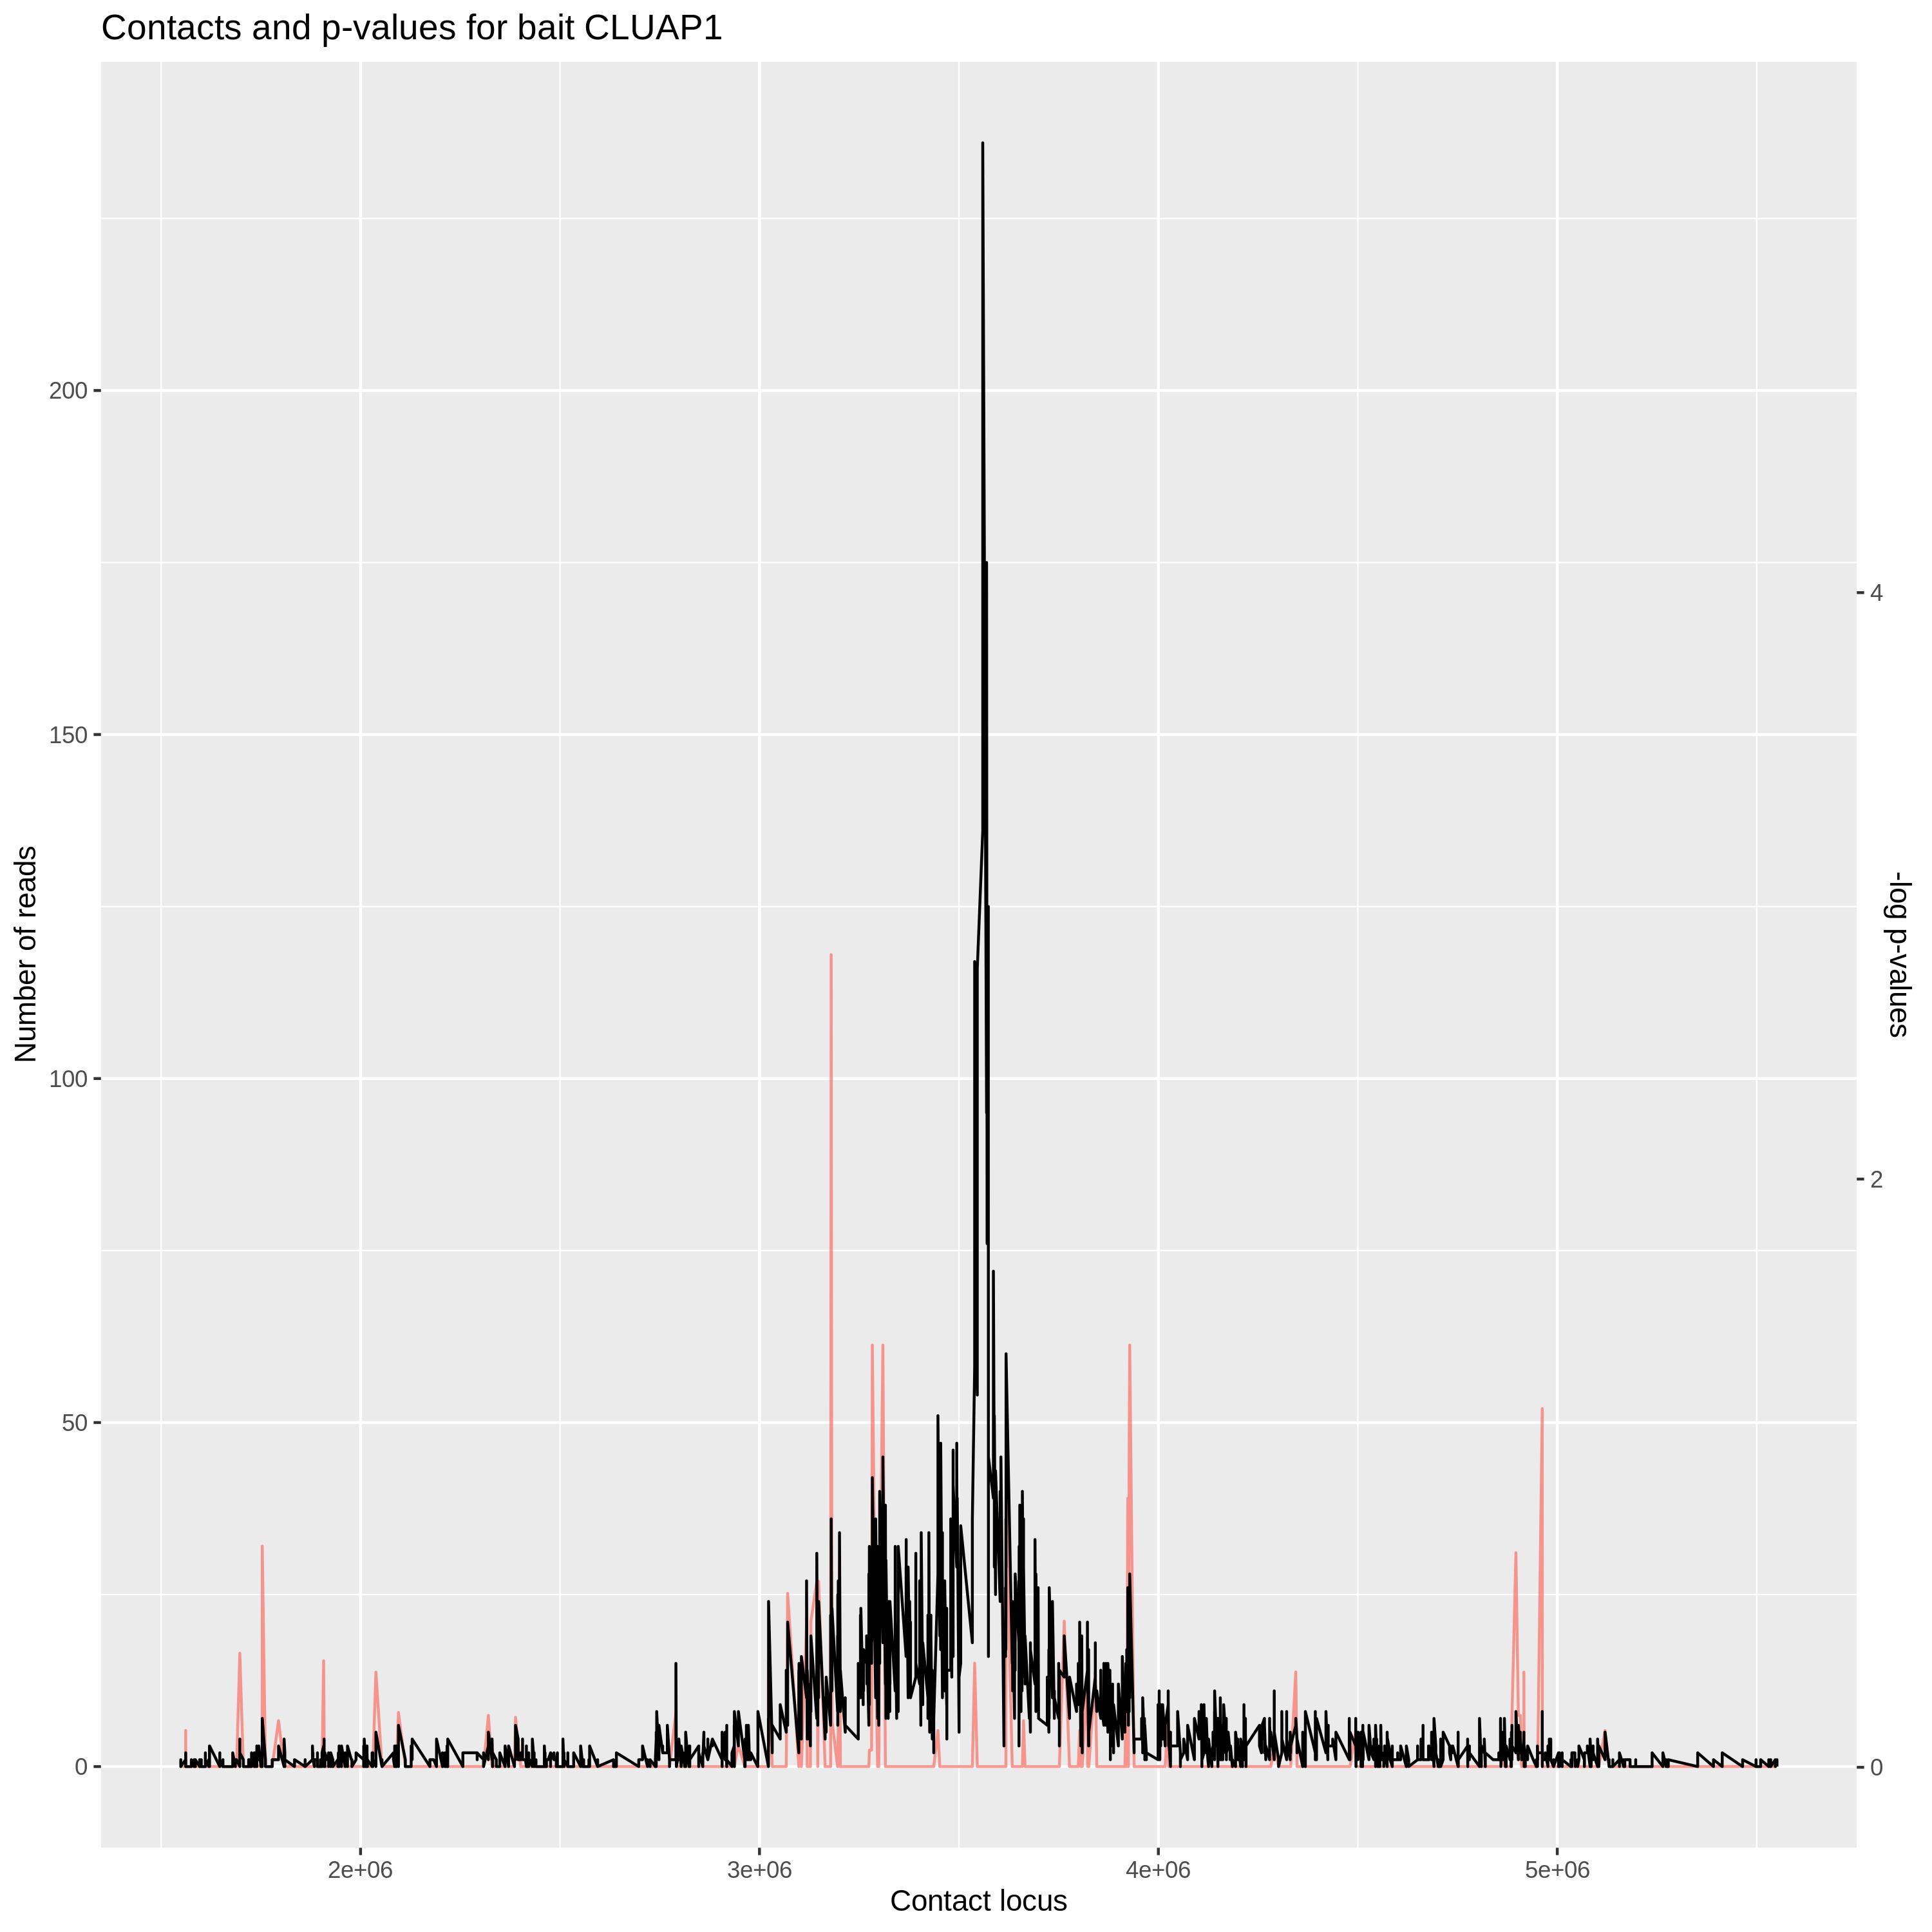 Contacts and p-values for bait CLUAP1
200
150
100
50
0
Number of reads
4
2
0
-log p-values
2e+06
3e+06
4e+06
5e+06
Contact locus